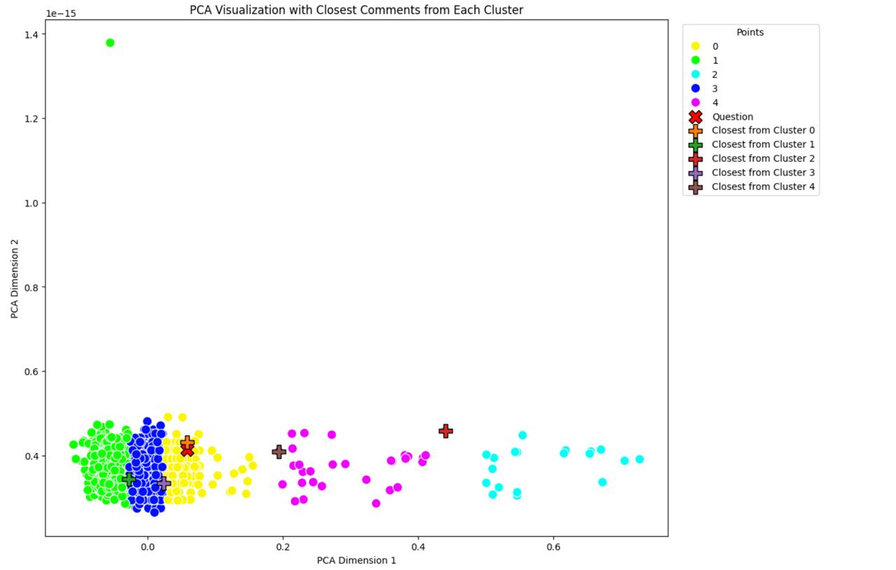 PCA Visualization with Closest Comments from Each Cluster
1e−15
1.4
1.2
1.0
0.8
0.6
0.4
PCA Dimension 2
0.0
0.2
0.4
0.6
PCA Dimension 1
Points
0
1
2
3
4
Question
Closest from Cluster 0
Closest from Cluster 1
Closest from Cluster 2
Closest from Cluster 3
Closest from Cluster 4